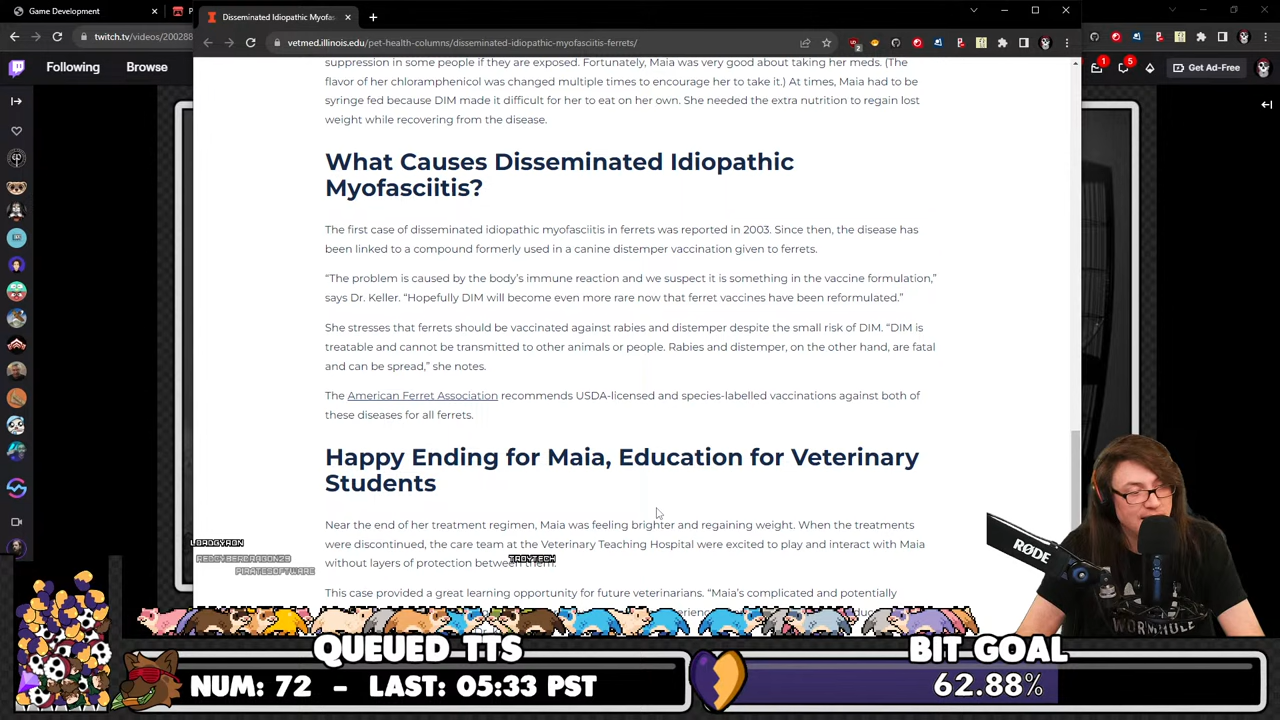 Game Development
Disseminated Idiopathic Myofas
twitch.tv/videos/200288
vetmed.illinois.edu/pet-health-columns/disseminated-idiopathic-myofasciitis-ferrets/
Following
Browse
Get Ad-Free
suppression in some people if they are exposed. Fortunately, Maia was very good about taking her meds. (The
flavor of her chloramphenicol was changed multiple times to encourage her to take it.) At times, Maia had to be
syringe fed because DIM made it difficult for her to eat on her own. She needed the extra nutrition to regain lost
weight while recovering from the disease.
What Causes Disseminated Idiopathic
Myofasciitis?
The first case of disseminated idiopathic myofasciitis in ferrets was reported in 2003. Since then, the disease has
been linked to a compound formerly used in a canine distemper vaccination given to ferrets.
“The problem is caused by the body’s immune reaction and we suspect it is something in the vaccine formulation,”
says Dr. Keller. “Hopefully DIM will become even more rare now that ferret vaccines have been reformulated.”
She stresses that ferrets should be vaccinated against rabies and distemper despite the small risk of DIM. “DIM is
treatable and cannot be transmitted to other animals or people. Rabies and distemper, on the other hand, are fatal
and can be spread,” she notes.
The American Ferret Association recommends USDA-licensed and species-labelled vaccinations against both of
these diseases for all ferrets.
Happy Ending for Maia, Education for Veterinary
Students
Near the end of her treatment regimen, Maia was feeling brighter and regaining weight. When the treatments
were discontinued, the care team at the Veterinary Teaching Hospital were excited to play and interact with Maia
without layers of protection between them.
This case provided a great learning opportunity for future veterinarians. “Maia’s complicated and potentially
LORDGYRON
REDCYBERDRAGON29
PIRATESOFTWARE
TROYTECH
RØDE
WORMHOLE
QUEUED TTS
NUM: 72 - LAST: 05:33 PST
BIT GOAL
62.88%